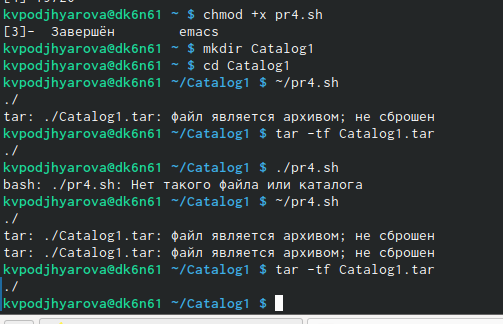 kvpodjhyarova@dk6n61 ~ $ chmod +x pr4.sh
[3]-  Завершён        emacs
kvpodjhyarova@dk6n61 ~ $ mkdir Catalog1
kvpodjhyarova@dk6n61 ~ $ cd Catalog1
kvpodjhyarova@dk6n61 ~/Catalog1 $ ~/pr4.sh
./
tar: ./Catalog1.tar: файл является архивом; не сброшен
kvpodjhyarova@dk6n61 ~/Catalog1 $ tar -tf Catalog1.tar
./
kvpodjhyarova@dk6n61 ~/Catalog1 $ ./pr4.sh
bash: ./pr4.sh: Нет такого файла или каталога
kvpodjhyarova@dk6n61 ~/Catalog1 $ ~/pr4.sh
./
tar: ./Catalog1.tar: файл является архивом; не сброшен
tar: ./Catalog1.tar: файл является архивом; не сброшен
kvpodjhyarova@dk6n61 ~/Catalog1 $ tar -tf Catalog1.tar
./
kvpodjhyarova@dk6n61 ~/Catalog1 $